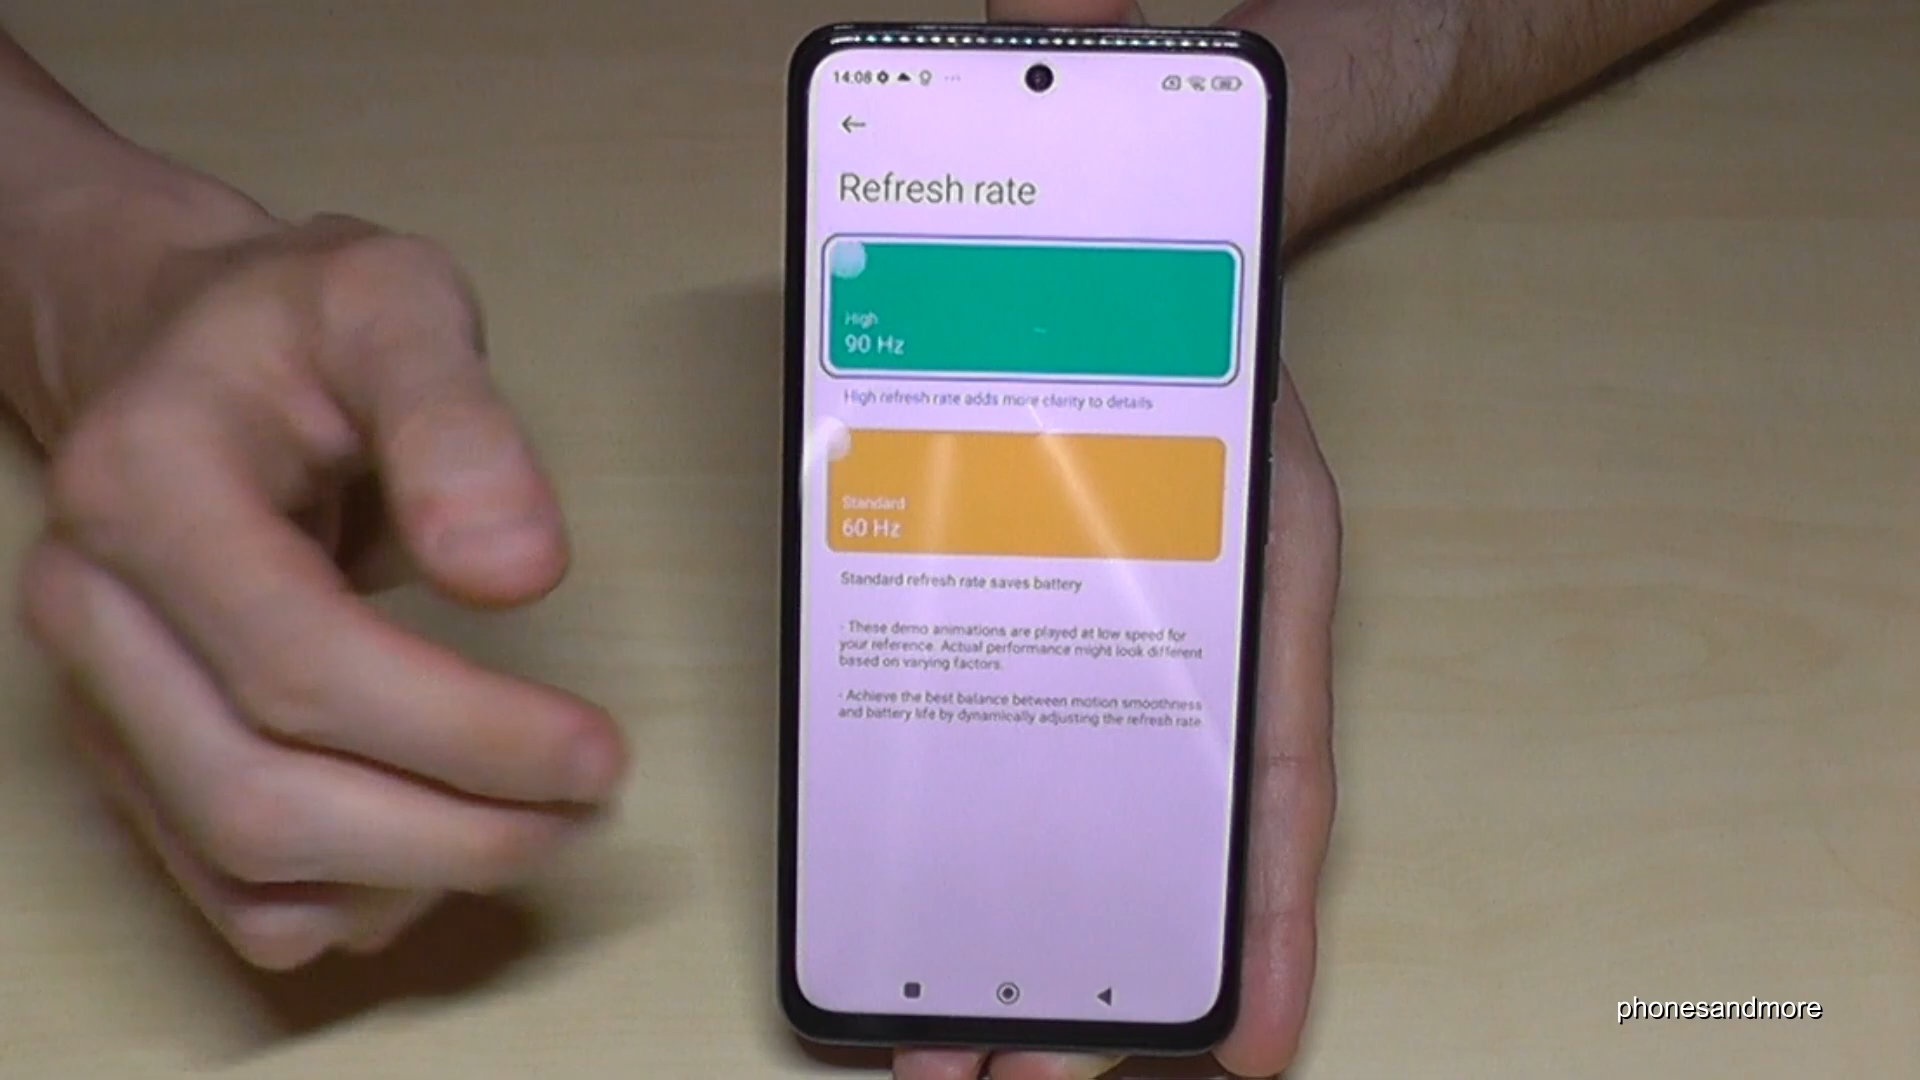 14:08
Refresh rate
High
90 Hz
High refresh rate adds more clarity to details
Standard
60 Hz
Standard refresh rate saves battery
- These demo animations are played at low speed for
your reference. Actual performance might look different
based on varying factors.
- Achieve the best balance between motion smoothness
and battery life by dynamically adjusting the refresh rate
phonesandmore